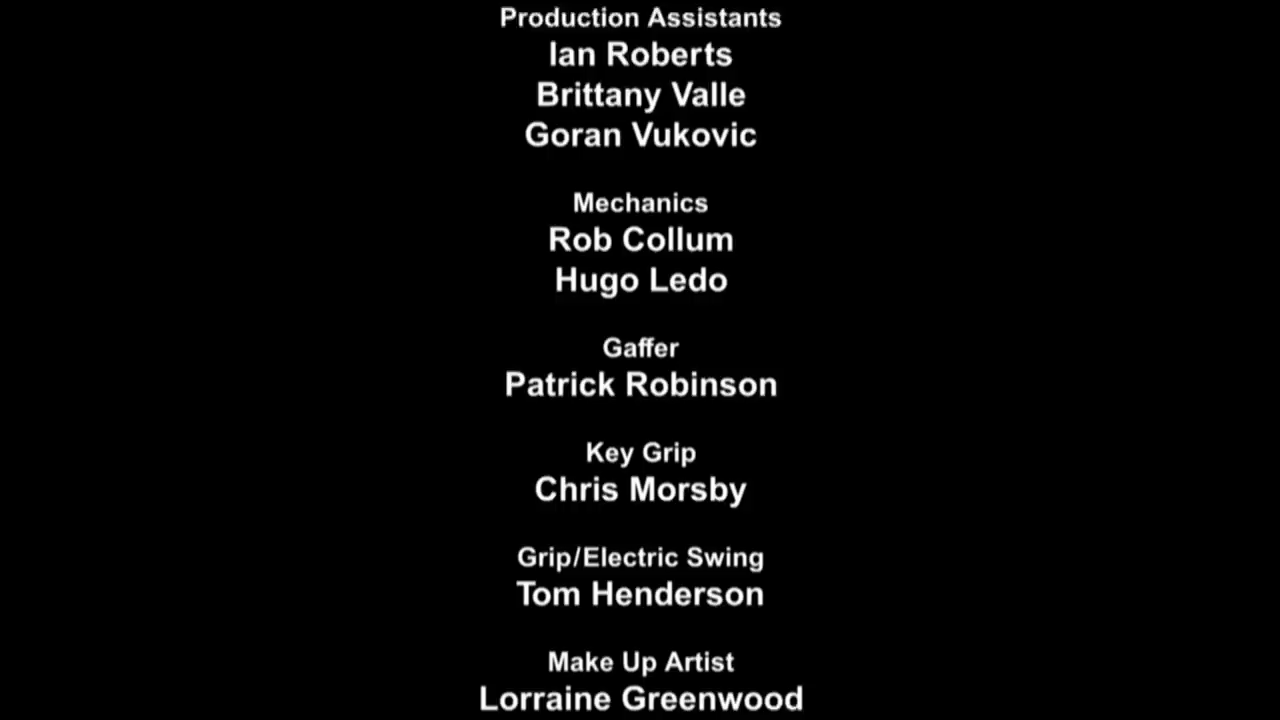 Production Assistants
Ian Roberts
Brittany Valle
Goran Vukovic
Mechanics
Rob Collum
Hugo Ledo
Gaffer
Patrick Robinson
Key Grip
Chris Morsby
Grip/Electric Swing
Tom Henderson
Make Up Artist
Lorraine Greenwood